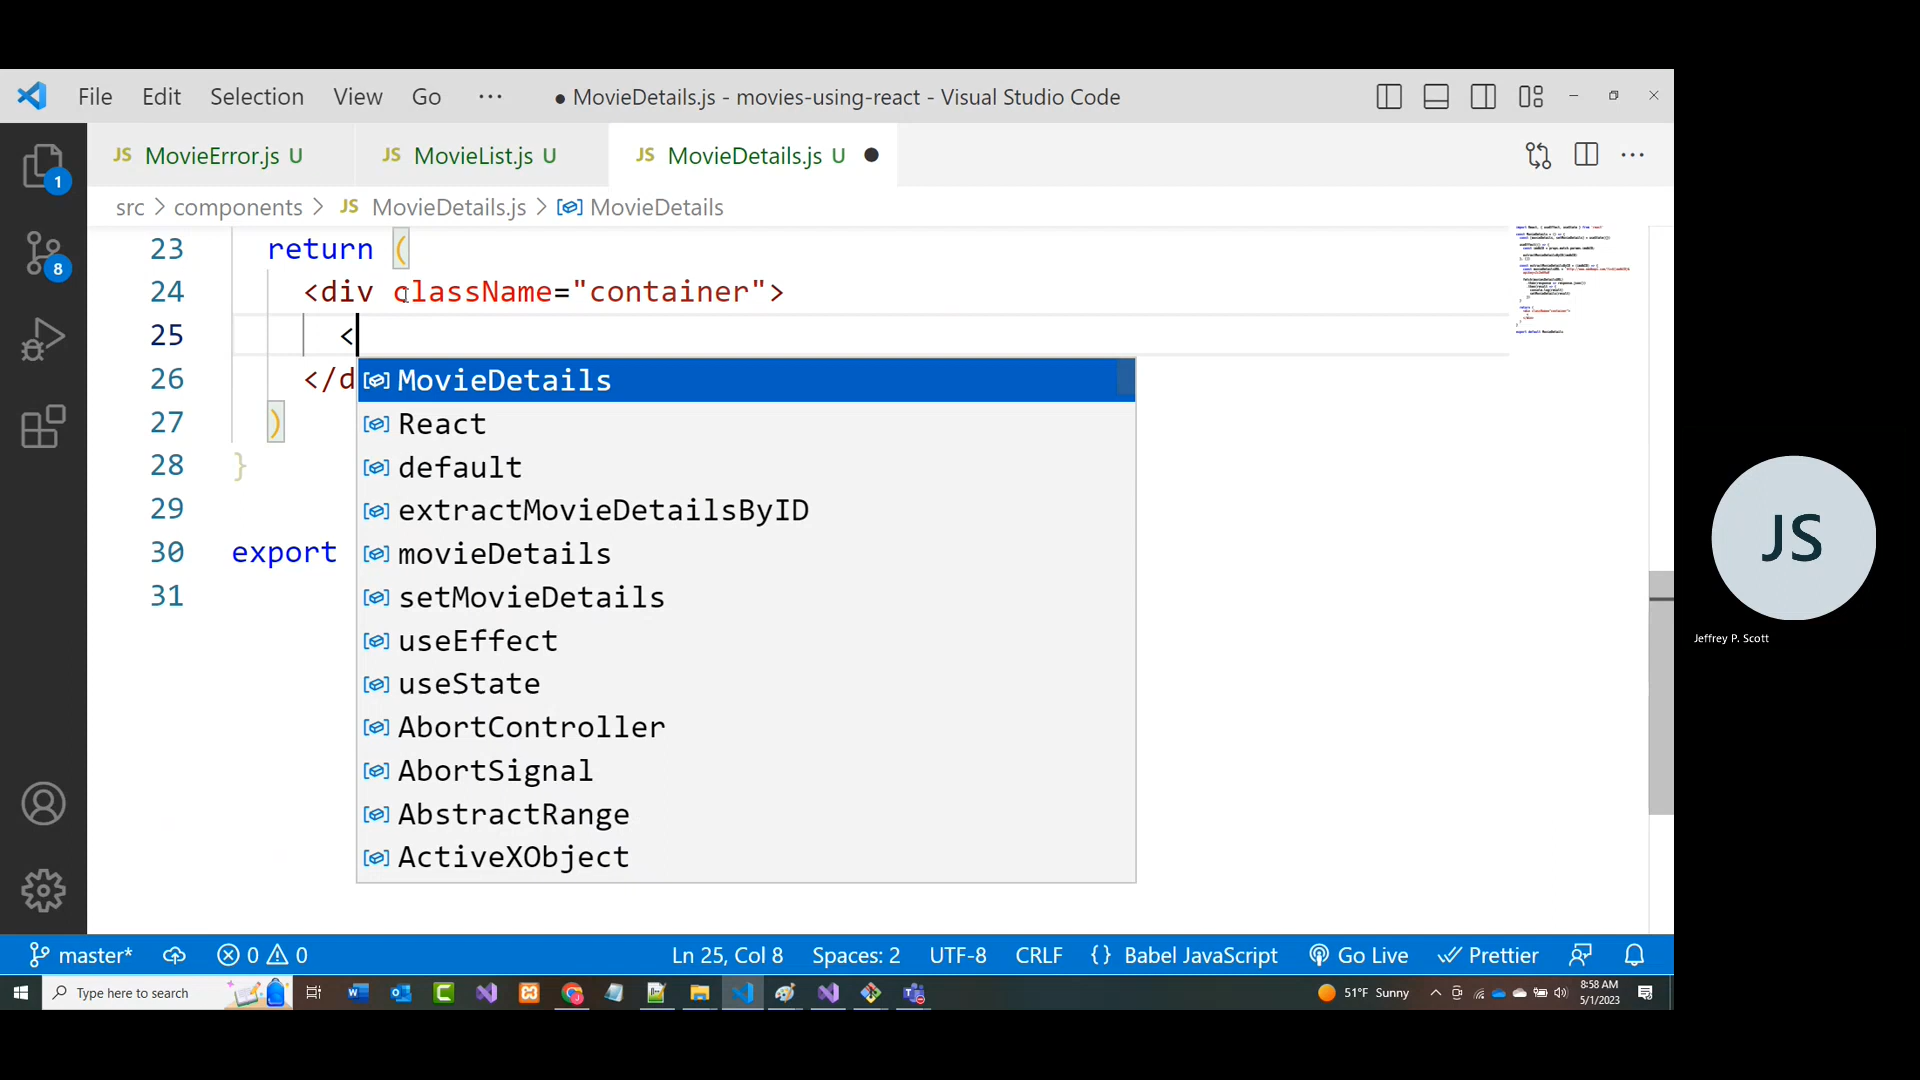 File Edit Selection View Go ··· ● MovieDetails.js - movies-using-react - Visual Studio Code
JS MovieError.js U JS MovieList.js U JS MovieDetails.js U ●
src > components > JS MovieDetails.js > MovieDetails
23 return (
24 <div className="container">
25 <
26 </d
27 )
28 }
29
30 export
31
MovieDetails
React
default
extractMovieDetailsByID
movieDetails
setMovieDetails
useEffect
useState
AbortController
AbortSignal
AbstractRange
ActiveXObject
1
8
JS
Jeffrey P. Scott
master* 0 0 Ln 25, Col 8 Spaces: 2 UTF-8 CRLF {} Babel JavaScript Go Live Prettier
Type here to search 51°F Sunny 8:58 AM
5/1/2023